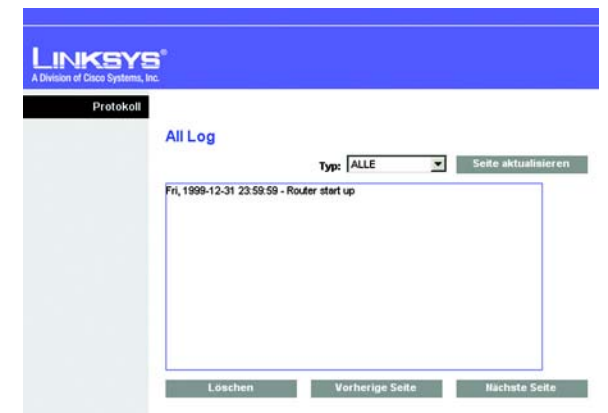 LINKSYS®
A Division of Cisco Systems, Inc.
Protokoll
All Log
Typ: ALLE Seite aktualisieren
Fri, 1999-12-31 23:59:59 - Router start up
Löschen Vorherige Seite Nächste Seite